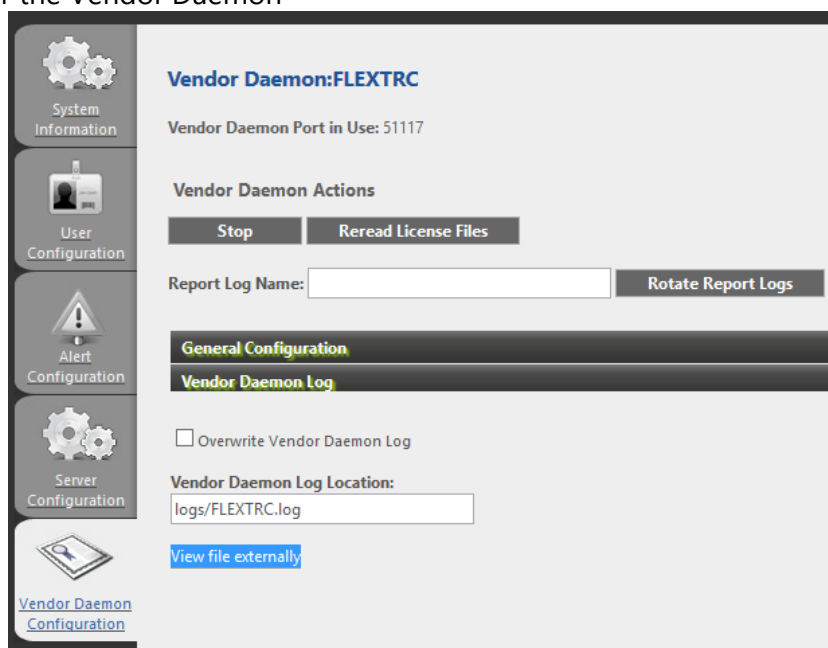 the Vendor Daemon
System
Information
User
Configuration
Alert
Configuration
Server
Configuration
Vendor Daemon
Configuration
Vendor Daemon:FLEXTRC
Vendor Daemon Port in Use: 51117
Vendor Daemon Actions
Stop Reread License Files
Report Log Name: Rotate Report Logs
General Configuration
Vendor Daemon Log
Overwrite Vendor Daemon Log
Vendor Daemon Log Location:
logs/FLEXTRC.log
View file externally